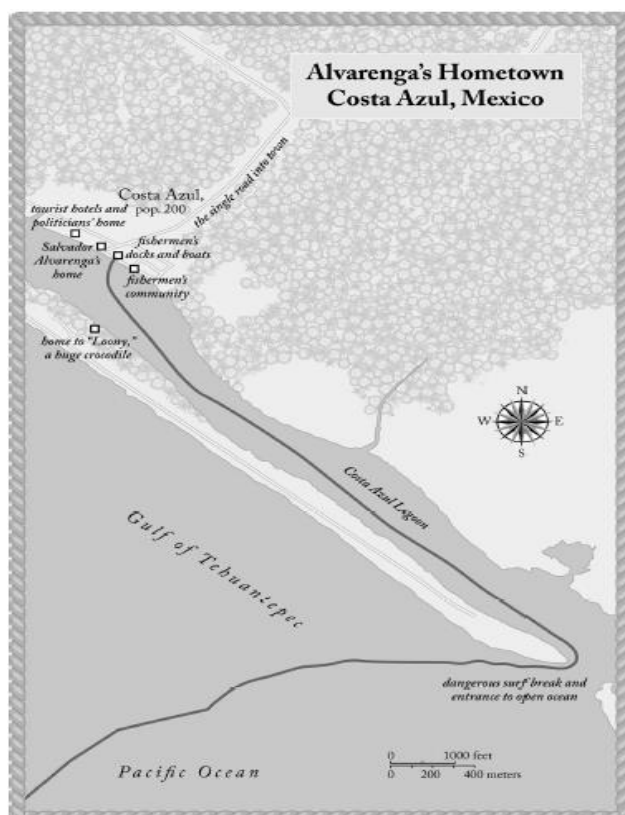 Alvarenga's Hometown
Costa Azul, Mexico
the single road into town
Costa Azul,
pop. 200
tourist hotels and
politicians' home
Salvador
Alvarenga's
home
fishermen's
docks and boats
fishermen's
community
home to "Loony,"
a huge crocodile
N
W
E
S
Costa Azul Lagoon
Gulf of Tehuantepec
dangerous surf break and
entrance to open ocean
0 1000 feet
0 200 400 meters
Pacific Ocean